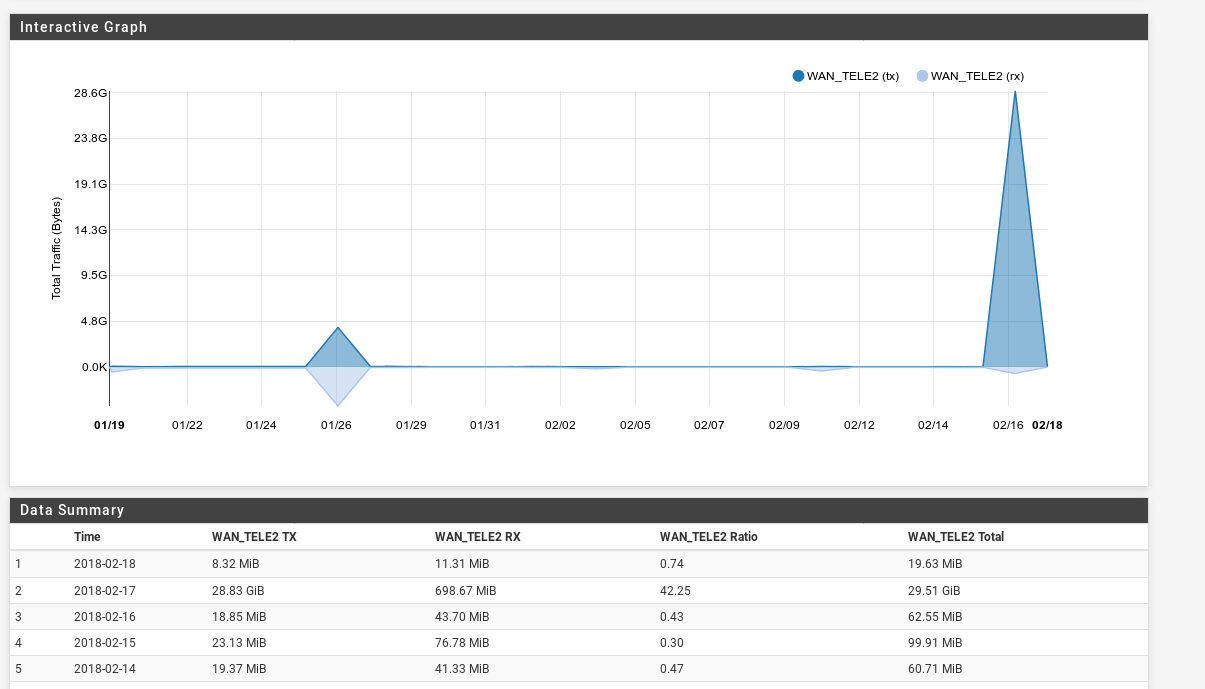 Interactive Graph
WAN_TELE2 (tx) WAN_TELE2 (rx)
Total Traffic (Bytes)
28.6G
23.8G
19.1G
14.3G
9.5G
4.8G
0.0K
01/19 01/22 01/24 01/26 01/29 01/31 02/02 02/05 02/07 02/09 02/12 02/14 02/16 02/18
Data Summary
Time WAN_TELE2 TX WAN_TELE2 RX WAN_TELE2 Ratio WAN_TELE2 Total
1 2018-02-18 8.32 MiB 11.31 MiB 0.74 19.63 MiB
2 2018-02-17 28.83 GiB 698.67 MiB 42.25 29.51 GiB
3 2018-02-16 18.85 MiB 43.70 MiB 0.43 62.55 MiB
4 2018-02-15 23.13 MiB 76.78 MiB 0.30 99.91 MiB
5 2018-02-14 19.37 MiB 41.33 MiB 0.47 60.71 MiB